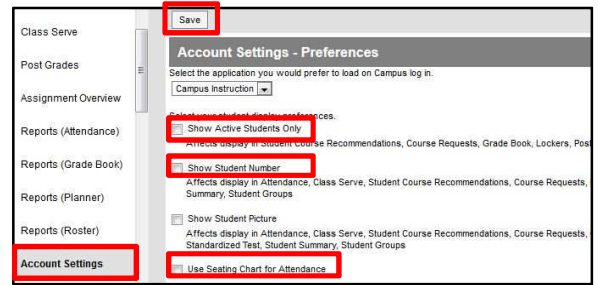 Class Serve
Post Grades
Assignment Overview
Reports (Attendance)
Reports (Grade Book)
Reports (Planner)
Reports (Roster)
Account Settings
Save
Account Settings - Preferences
Select the application you would prefer to load on Campus log in.
Campus Instruction
Select your student display preferences.
Show Active Students Only
Affects display in Student Course Recommendations, Course Requests, Grade Book, Lockers, Post
Show Student Number
Affects display in Attendance, Class Serve, Student Course Recommendations, Course Requests,
Summary, Student Groups
Show Student Picture
Affects display in Attendance, Class Serve, Student Course Recommendations, Course Requests,
Standardized Test, Student Summary, Student Groups
Use Seating Chart for Attendance